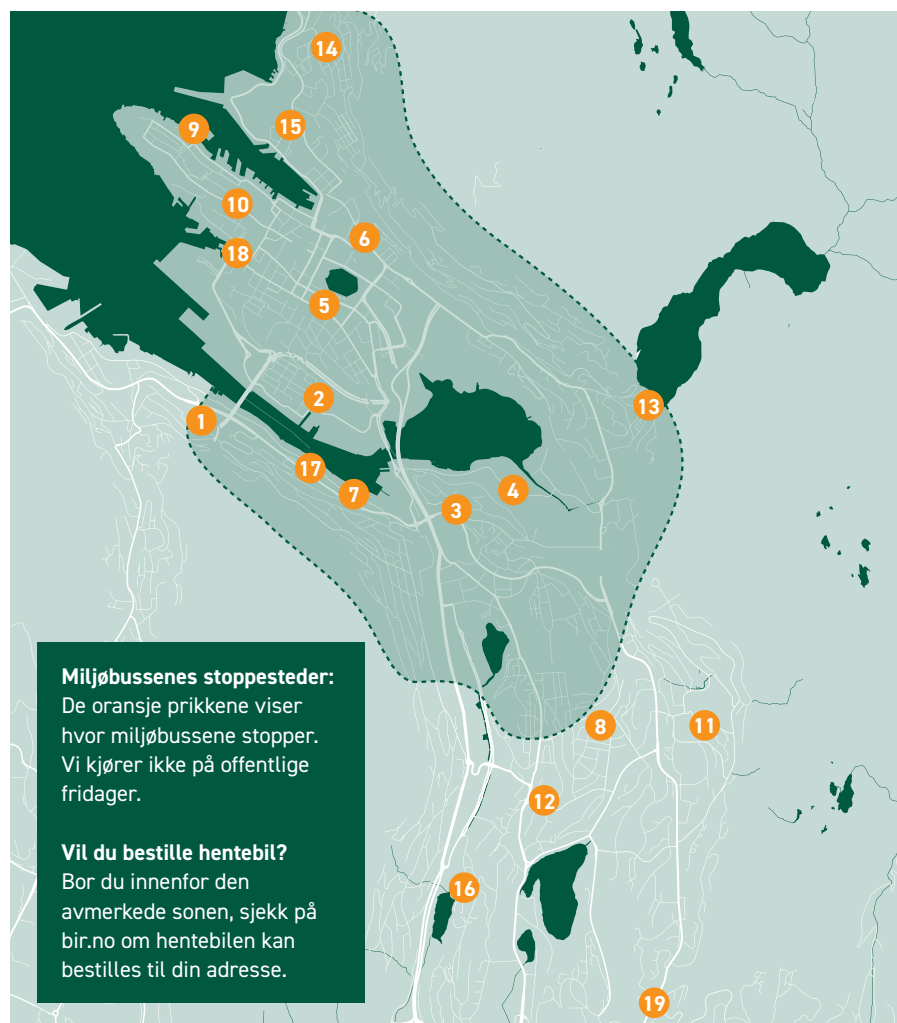 14
15
9
10
6
18
5
2
13
1
17
7
4
3
8
11
12
16
19
Miljøbussenes stoppesteder:
De oransje prikkene viser
hvor miljøbussene stopper.
Vi kjører ikke på offentlige
fridager.
Vil du bestille hentebil?
Bor du innenfor den
avmerkede sonen, sjekk på
bir.no om hentebilen kan
bestilles til din adresse.